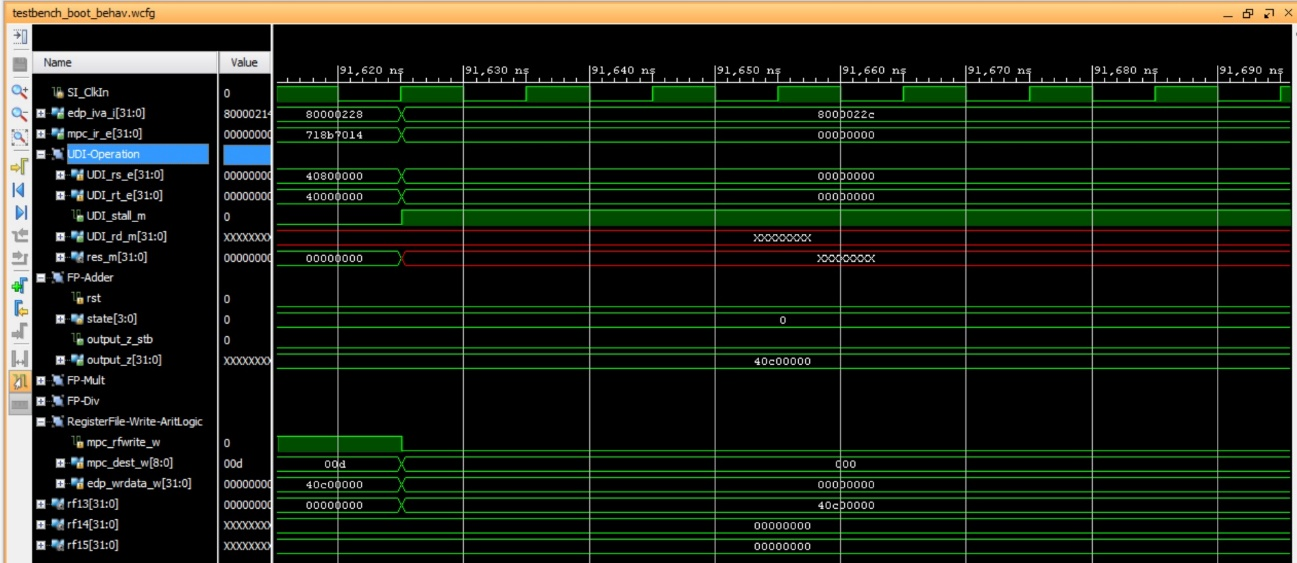 testbench_boot_behav.wcfg
Name Value
91,620 ns 91,630 ns 91,640 ns 91,650 ns 91,660 ns 91,670 ns 91,680 ns 91,690 ns
SI_ClkIn 0
edp_iva_i[31:0] 80000214 80000228 8000022c
mpc_ir_e[31:0] 00000000 718b7014 00000000
UDI-Operation
UDI_rs_e[31:0] 00000000 40800000 00000000
UDI_rt_e[31:0] 00000000 40000000 00000000
UDI_stall_m 0
UDI_rd_m[31:0] XXXXXXXX XXXXXXXX
res_m[31:0] 00000000 00000000 XXXXXXXX
FP-Adder
rst 0
state[3:0] 0 0
output_z_stb 0
output_z[31:0] XXXXXXXX 40c00000
FP-Mult
FP-Div
RegisterFile-Write-AritLogic
mpc_rfwrite_w 0
mpc_dest_w[8:0] 00d 00d 000
edp_wrdata_w[31:0] 00000000 40c00000 00000000
rf13[31:0] 00000000 00000000 40c00000
rf14[31:0] XXXXXXXX 00000000
rf15[31:0] XXXXXXXX 00000000